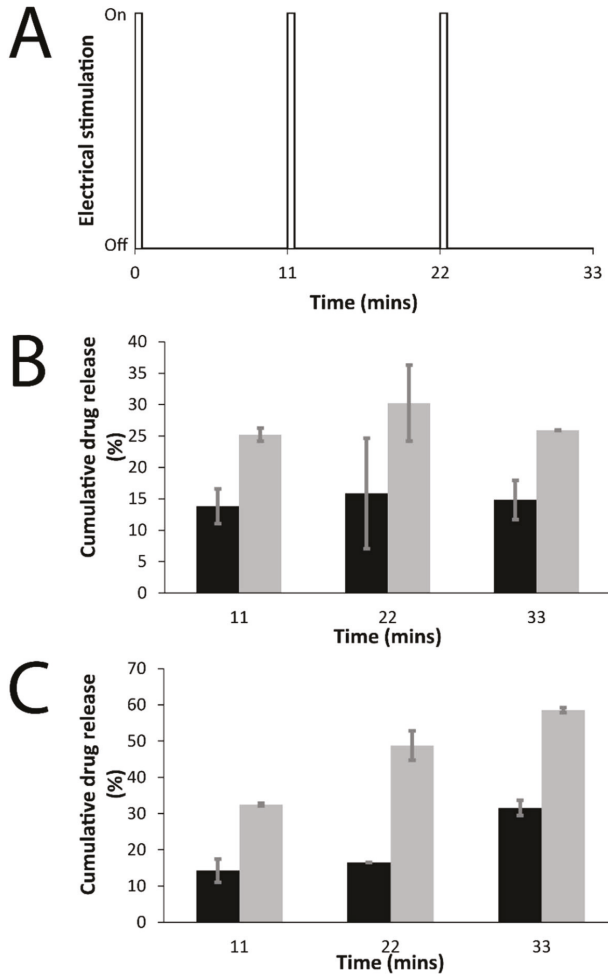 A
Electrical stimulation
On
Off
0 11 22 33
Time (mins)
B
Cumulative drug release
(%)
40
35
30
25
20
15
10
5
0
11 22 33
Time (mins)
C
Cumulative drug release
(%)
70
60
50
40
30
20
10
0
11 22 33
Time (mins)